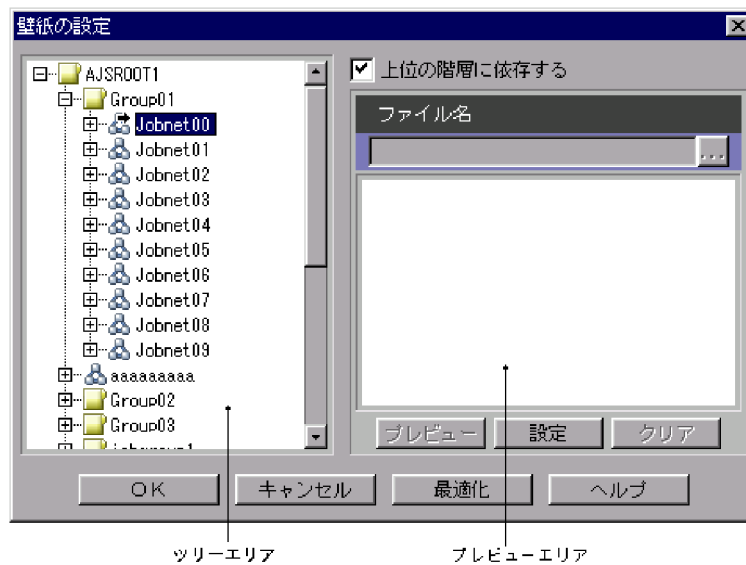 壁紙の設定
AJSROOT1
Group01
Jobnet00
Jobnet01
Jobnet02
Jobnet03
Jobnet04
Jobnet05
Jobnet06
Jobnet07
Jobnet08
Jobnet09
aaaaaaaaa
Group02
Group03
上位の階層に依存する
ファイル名
...
プレビュー 設定 クリア
OK キャンセル 最適化 ヘルプ
ツリーエリア プレビューエリア